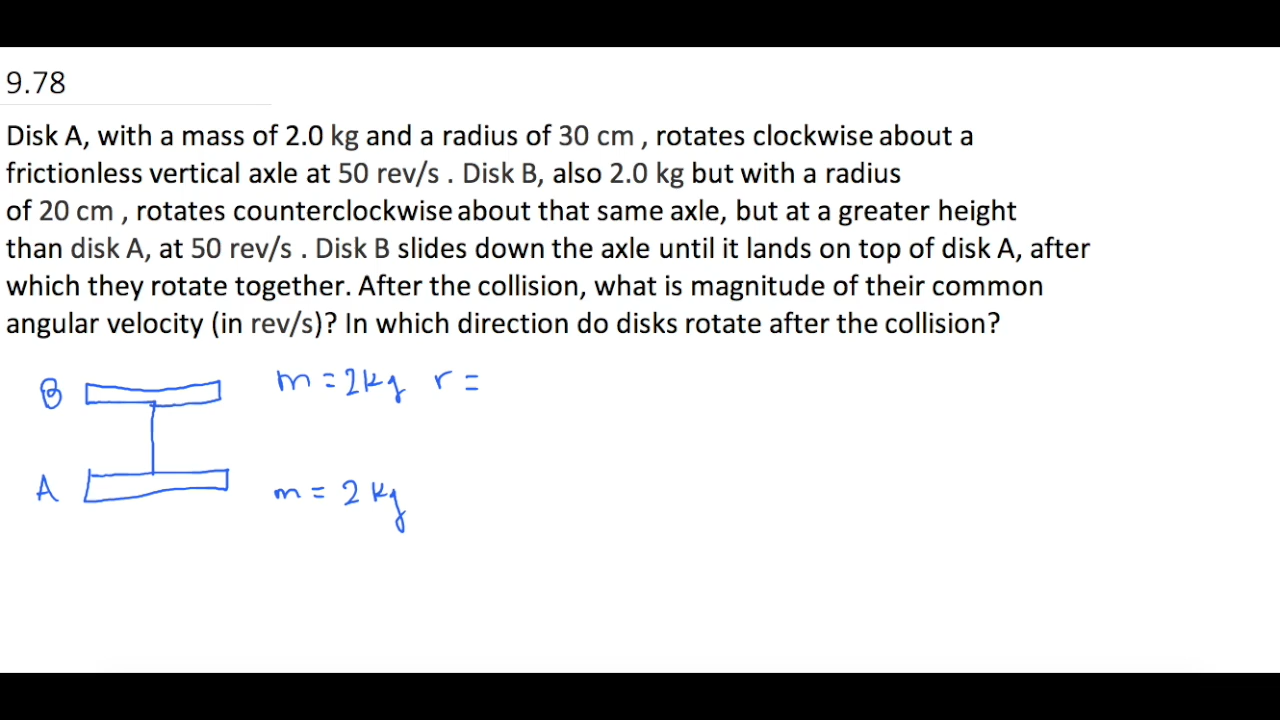 9.78
Disk A, with a mass of 2.0 kg and a radius of 30 cm , rotates clockwise about a
frictionless vertical axle at 50 rev/s . Disk B, also 2.0 kg but with a radius
of 20 cm , rotates counterclockwise about that same axle, but at a greater height
than disk A, at 50 rev/s . Disk B slides down the axle until it lands on top of disk A, after
which they rotate together. After the collision, what is magnitude of their common
angular velocity (in rev/s)? In which direction do disks rotate after the collision?
B m = 2kg r =
A m = 2 kg